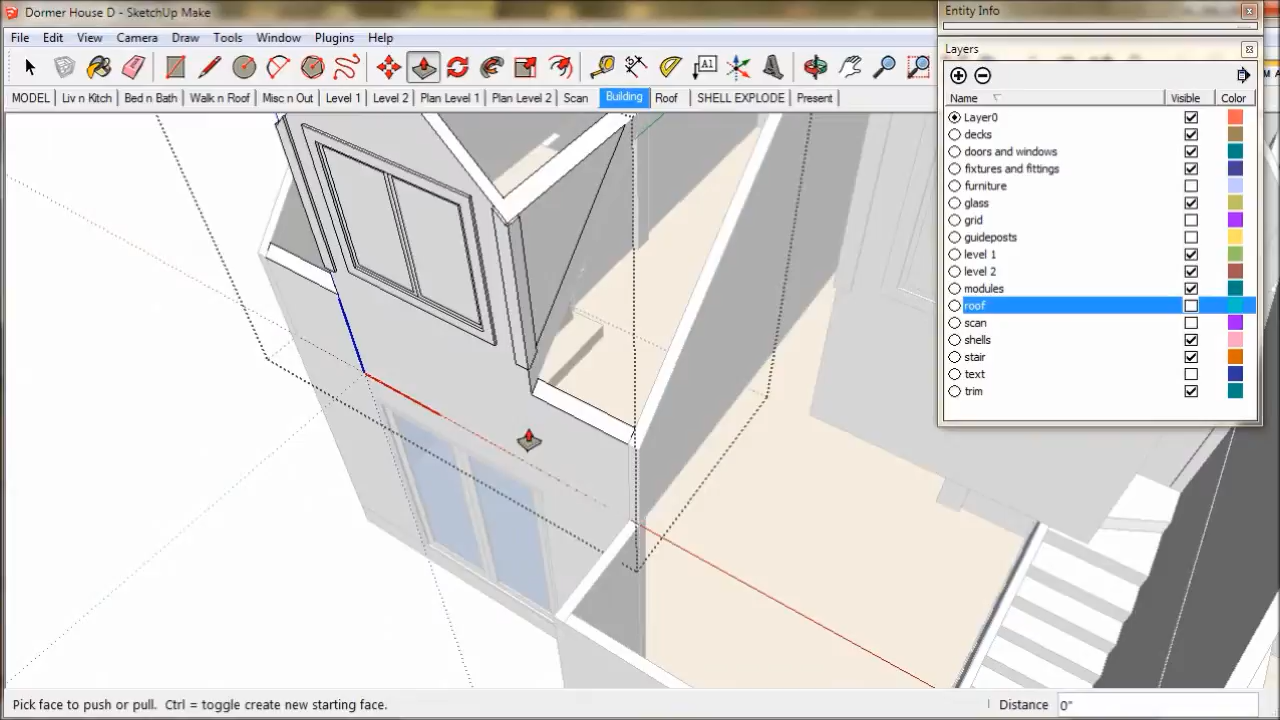 Dormer House D - SketchUp Make
File Edit View Camera Draw Tools Window Plugins Help
A1
MODEL Liv n Kitch Bed n Bath Walk n Roof Misc n Out Level 1 Level 2 Plan Level 1 Plan Level 2 Scan Building Roof SHELL EXPLODE Present
Entity Info
Layers
Name Visible Color
Layer0
decks
doors and windows
fixtures and fittings
furniture
glass
grid
guideposts
level 1
level 2
modules
roof
scan
shells
stair
text
trim
Pick face to push or pull. Ctrl = toggle create new starting face. Distance 0"